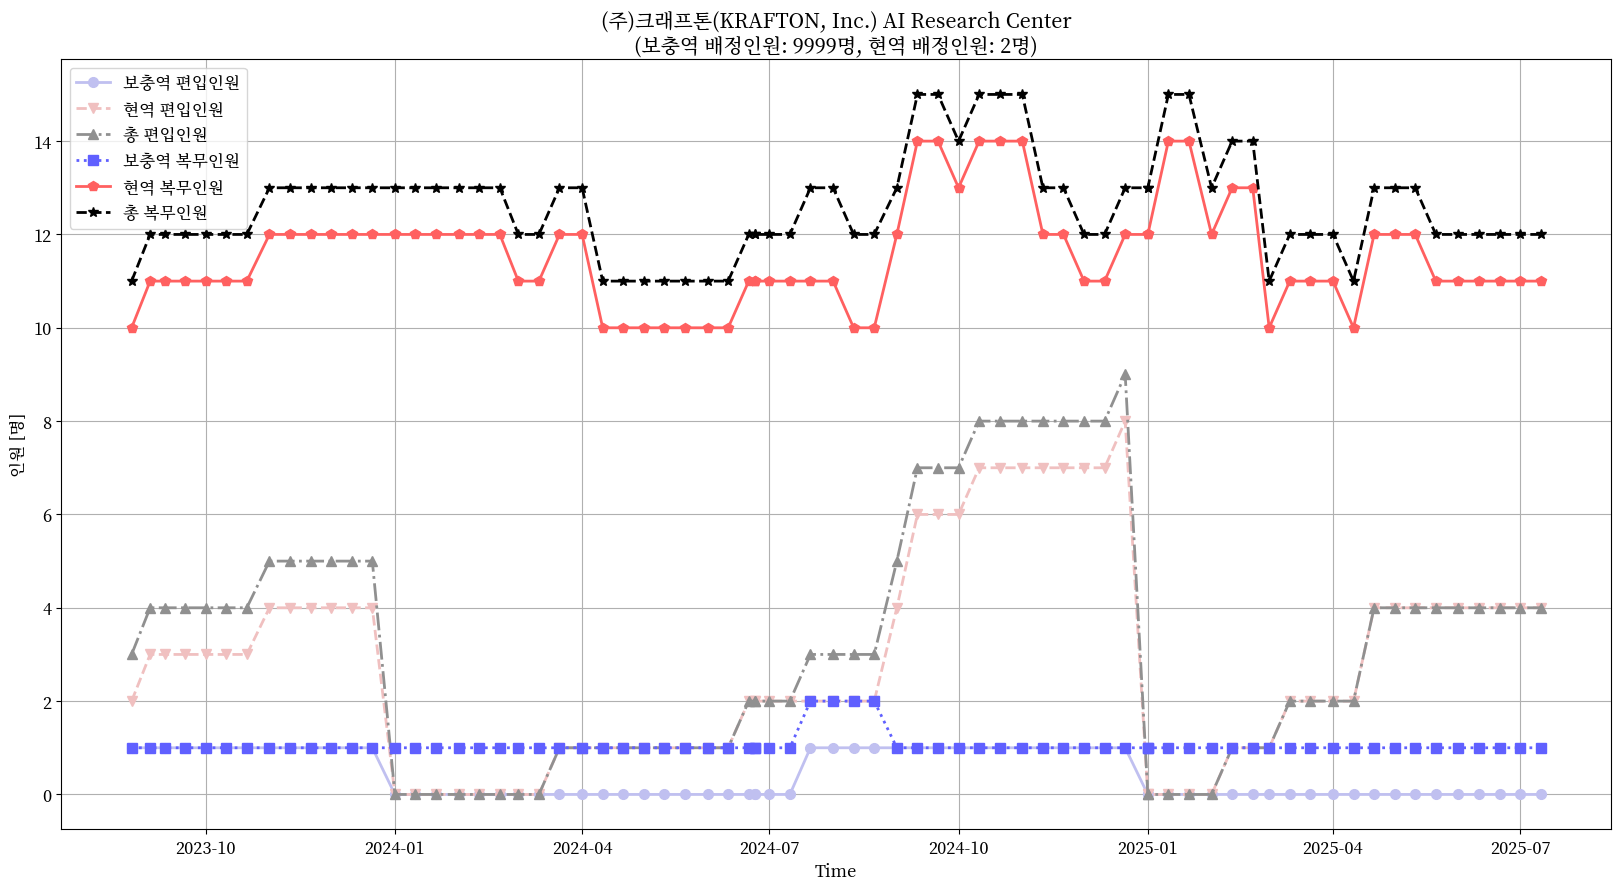 (주)크래프톤(KRAFTON, Inc.) AI Research Center
(보충역 배정인원: 9999명, 현역 배정인원: 2명)
보충역 편입인원
현역 편입인원
총 편입인원
보충역 복무인원
현역 복무인원
총 복무인원
인원 [명]
14
12
10
8
6
4
2
0
2023-10
2024-01
2024-04
2024-07
2024-10
2025-01
2025-04
2025-07
Time